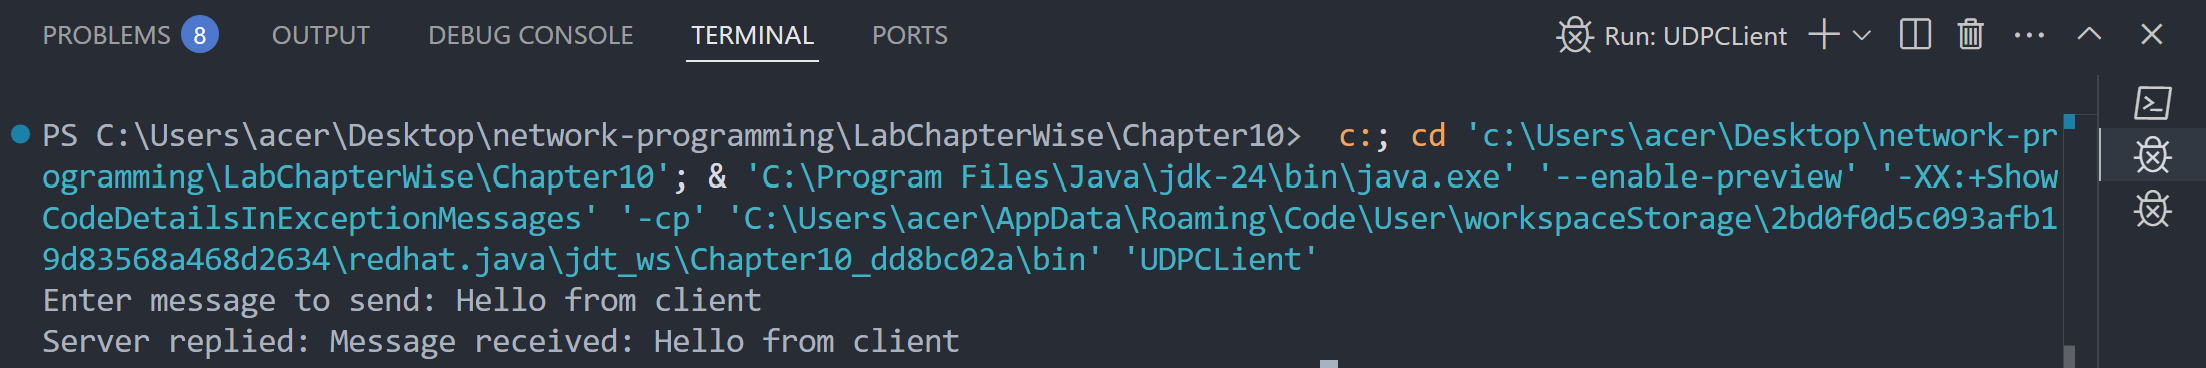 PROBLEMS 8 OUTPUT DEBUG CONSOLE TERMINAL PORTS Run: UDPCLient
PS C:\Users\acer\Desktop\network-programming\LabChapterWise\Chapter10>  c:; cd 'c:\Users\acer\Desktop\network-pr
ogramming\LabChapterWise\Chapter10'; & 'C:\Program Files\Java\jdk-24\bin\java.exe' '--enable-preview' '-XX:+Show
CodeDetailsInExceptionMessages' '-cp' 'C:\Users\acer\AppData\Roaming\Code\User\workspaceStorage\2bd0f0d5c093afb1
9d83568a468d2634\redhat.java\jdt_ws\Chapter10_dd8bc02a\bin' 'UDPCLient'
Enter message to send: Hello from client
Server replied: Message received: Hello from client